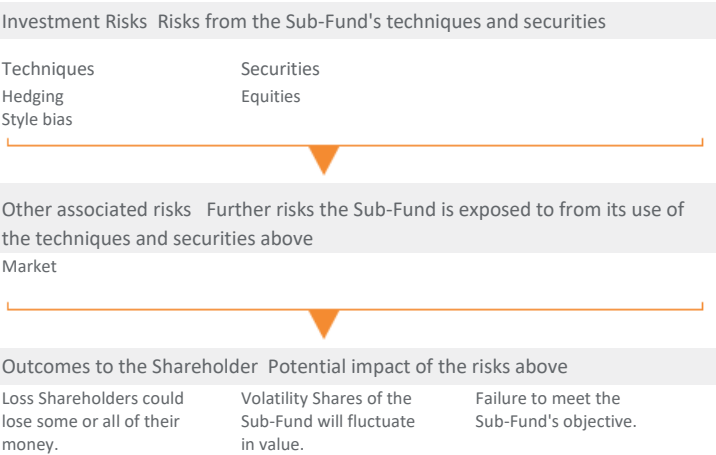 Investment Risks Risks from the Sub-Fund's techniques and securities
Techniques
Hedging
Style bias
Securities
Equities
Other associated risks Further risks the Sub-Fund is exposed to from its use of
the techniques and securities above
Market
Outcomes to the Shareholder Potential impact of the risks above
Loss Shareholders could
lose some or all of their
money.
Volatility Shares of the
Sub-Fund will fluctuate
in value.
Failure to meet the
Sub-Fund's objective.